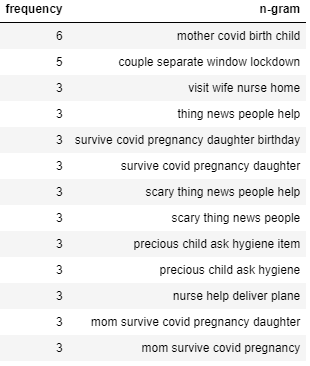 frequency n-gram
6 mother covid birth child
5 couple separate window lockdown
3 visit wife nurse home
3 thing news people help
3 survive covid pregnancy daughter birthday
3 survive covid pregnancy daughter
3 scary thing news people help
3 scary thing news people
3 precious child ask hygiene item
3 precious child ask hygiene
3 nurse help deliver plane
3 mom survive covid pregnancy daughter
3 mom survive covid pregnancy